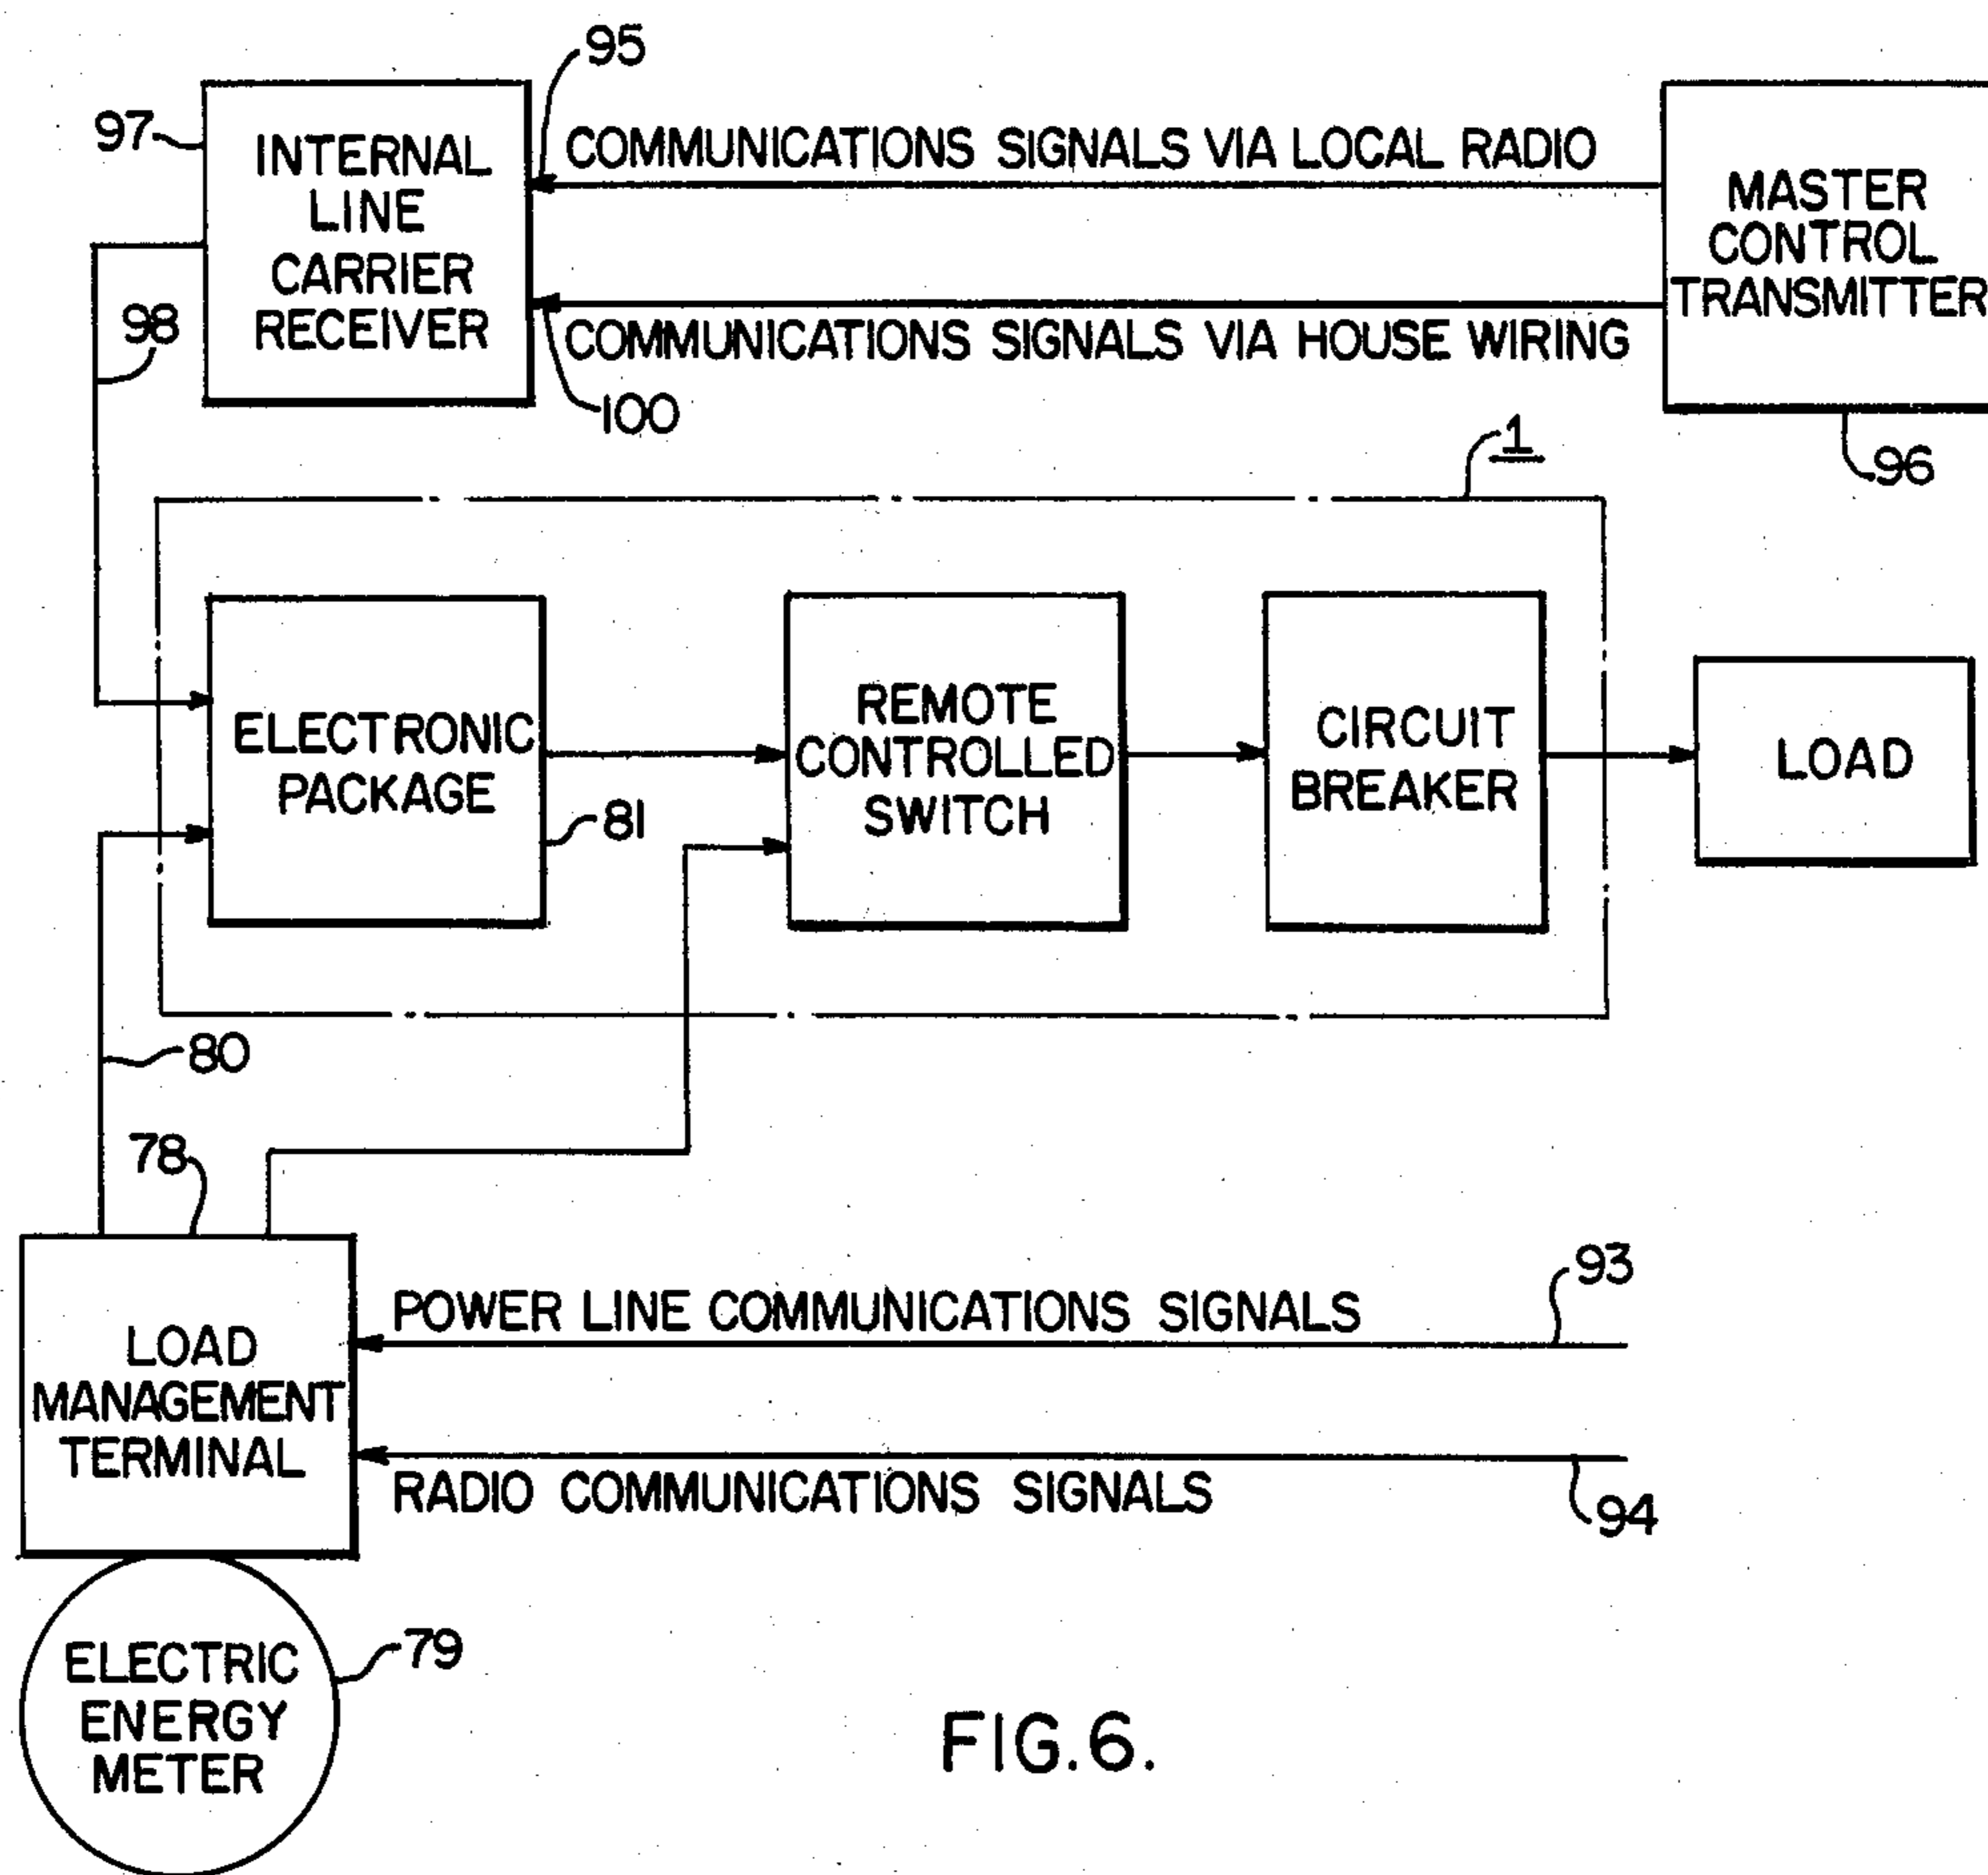 95
97
INTERNAL
LINE
CARRIER
RECEIVER
COMMUNICATIONS SIGNALS VIA LOCAL RADIO
MASTER
CONTROL
TRANSMITTER
COMMUNICATIONS SIGNALS VIA HOUSE WIRING
98
100
1
96
ELECTRONIC
PACKAGE
81
REMOTE
CONTROLLED
SWITCH
CIRCUIT
BREAKER
LOAD
80
78
93
POWER LINE COMMUNICATIONS SIGNALS
LOAD
MANAGEMENT
TERMINAL
RADIO COMMUNICATIONS SIGNALS
94
79
ELECTRIC
ENERGY
METER
FIG.6.